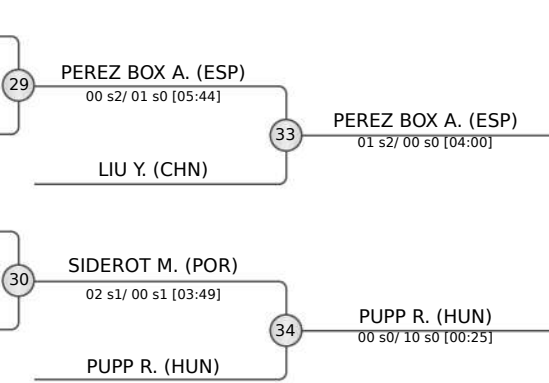 29
PEREZ BOX A. (ESP)
00 s2/ 01 s0 [05:44]
33
PEREZ BOX A. (ESP)
01 s2/ 00 s0 [04:00]
LIU Y. (CHN)
30
SIDEROT M. (POR)
02 s1/ 00 s1 [03:49]
34
PUPP R. (HUN)
00 s0/ 10 s0 [00:25]
PUPP R. (HUN)